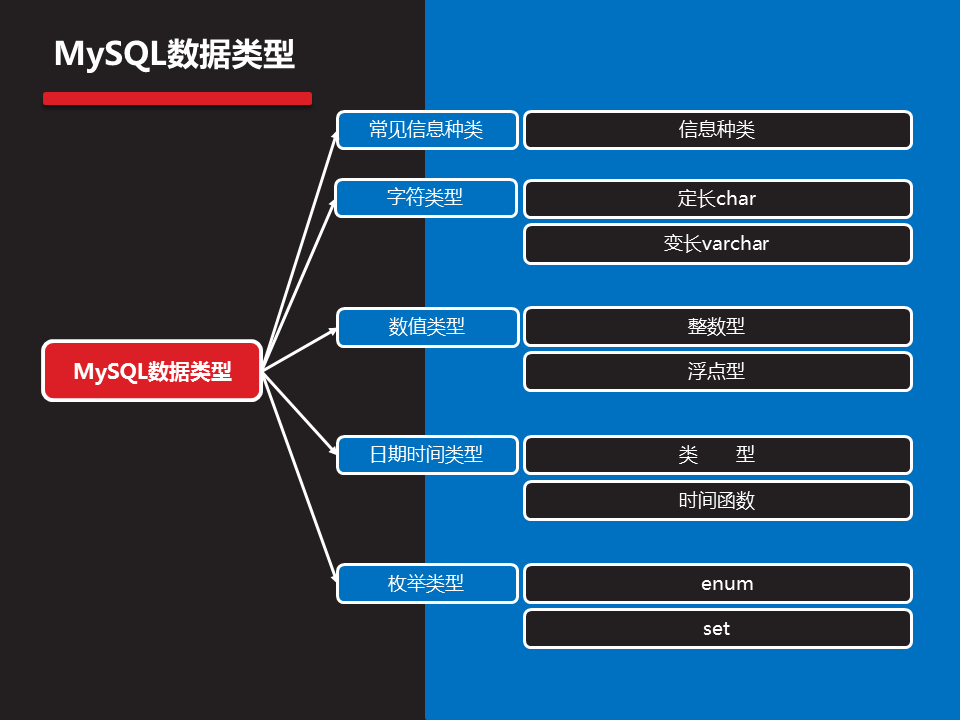 MySQL数据类型
常见信息种类
信息种类
字符类型
定长char
变长varchar
数值类型
整数型
浮点型
MySQL数据类型
日期时间类型
类 型
时间函数
枚举类型
enum
set